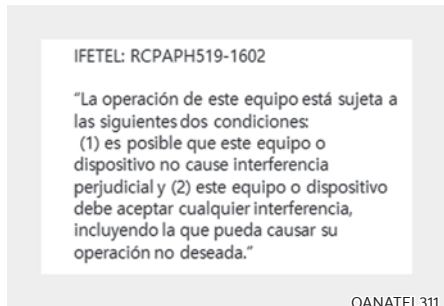 IFETEL: RCPAPH519-1602
"La operación de este equipo está sujeta a
las siguientes dos condiciones:
(1) es posible que este equipo o
dispositivo no cause interferencia
perjudicial y (2) este equipo o dispositivo
debe aceptar cualquier interferencia,
incluyendo la que pueda causar su
operación no deseada."
OANATEL311